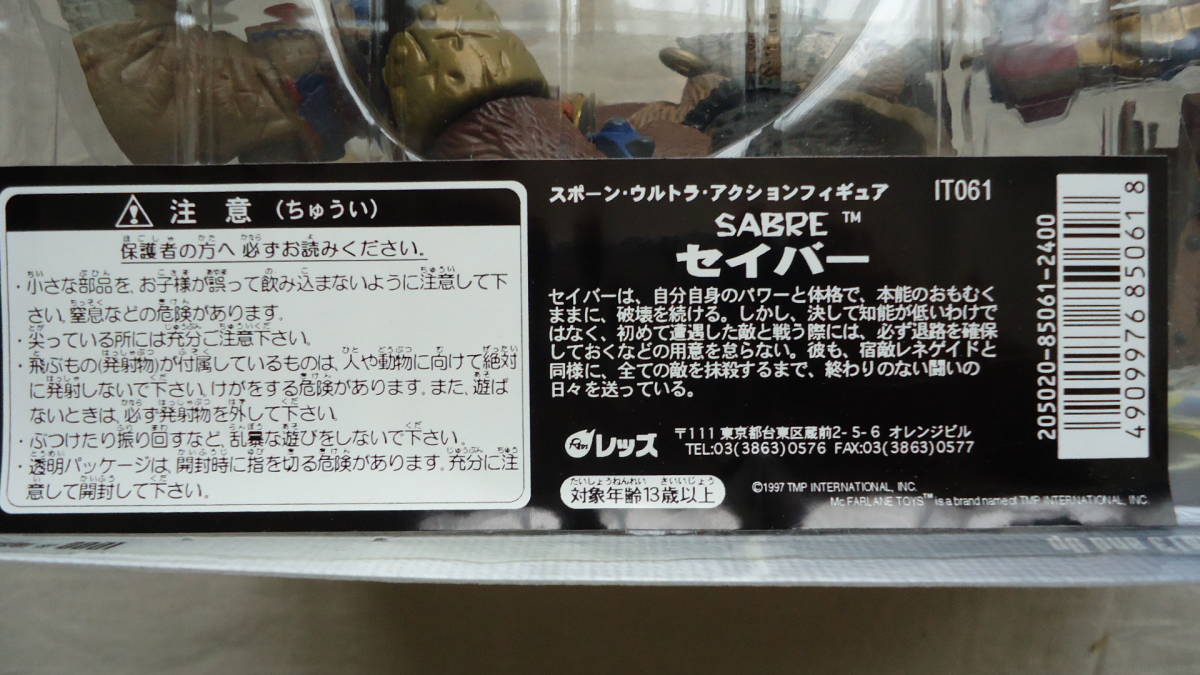 注 意 (ちゅうい)
保護者の方へ 必ずお読みください.
・小さな部品を、お子様が誤って飲み込まないように注意して下
さい。窒息などの危険があります。
・尖っている所には充分ご注意下さい。
・飛ぶもの(発射物)が付属しているものは、人や動物に向けて絶対
に発射しないで下さい。けがをする危険があります。また、遊ば
ないときは、必ず発射物を外して下さい。
・ぶつけたり振り回すなど、乱暴な遊びをしないで下さい。
・透明パッケージは、開封時に指を切る危険があります。充分に注
意して開封して下さい。
スポーン・ウルトラ・アクションフィギュア
IT061
SABRE ™
セイバー
セイバーは、自分自身のパワーと体格で、本能のおもむく
ままに、破壊を続ける。しかし、決して知能が低いわけで
はなく、初めて遭遇した敵と戦う際には、必ず退路を確保
しておくなどの用意を怠らない。彼も、宿敵レネゲイドと
同様に、全ての敵を抹殺するまで、終わりのない闘いの
日々を送っている。
レッズ
〒111 東京都台東区蔵前2-5-6 オレンジビル
TEL:03(3863)0576 FAX:03(3863)0577
たいしょうねんれい さいいじょう
対象年齢13歳以上
©1997 TMP INTERNATIONAL, INC.
McFARLANE TOYS™ is a brand name of TMP INTERNATIONAL, INC.
205020-85061-2400
4909976850618